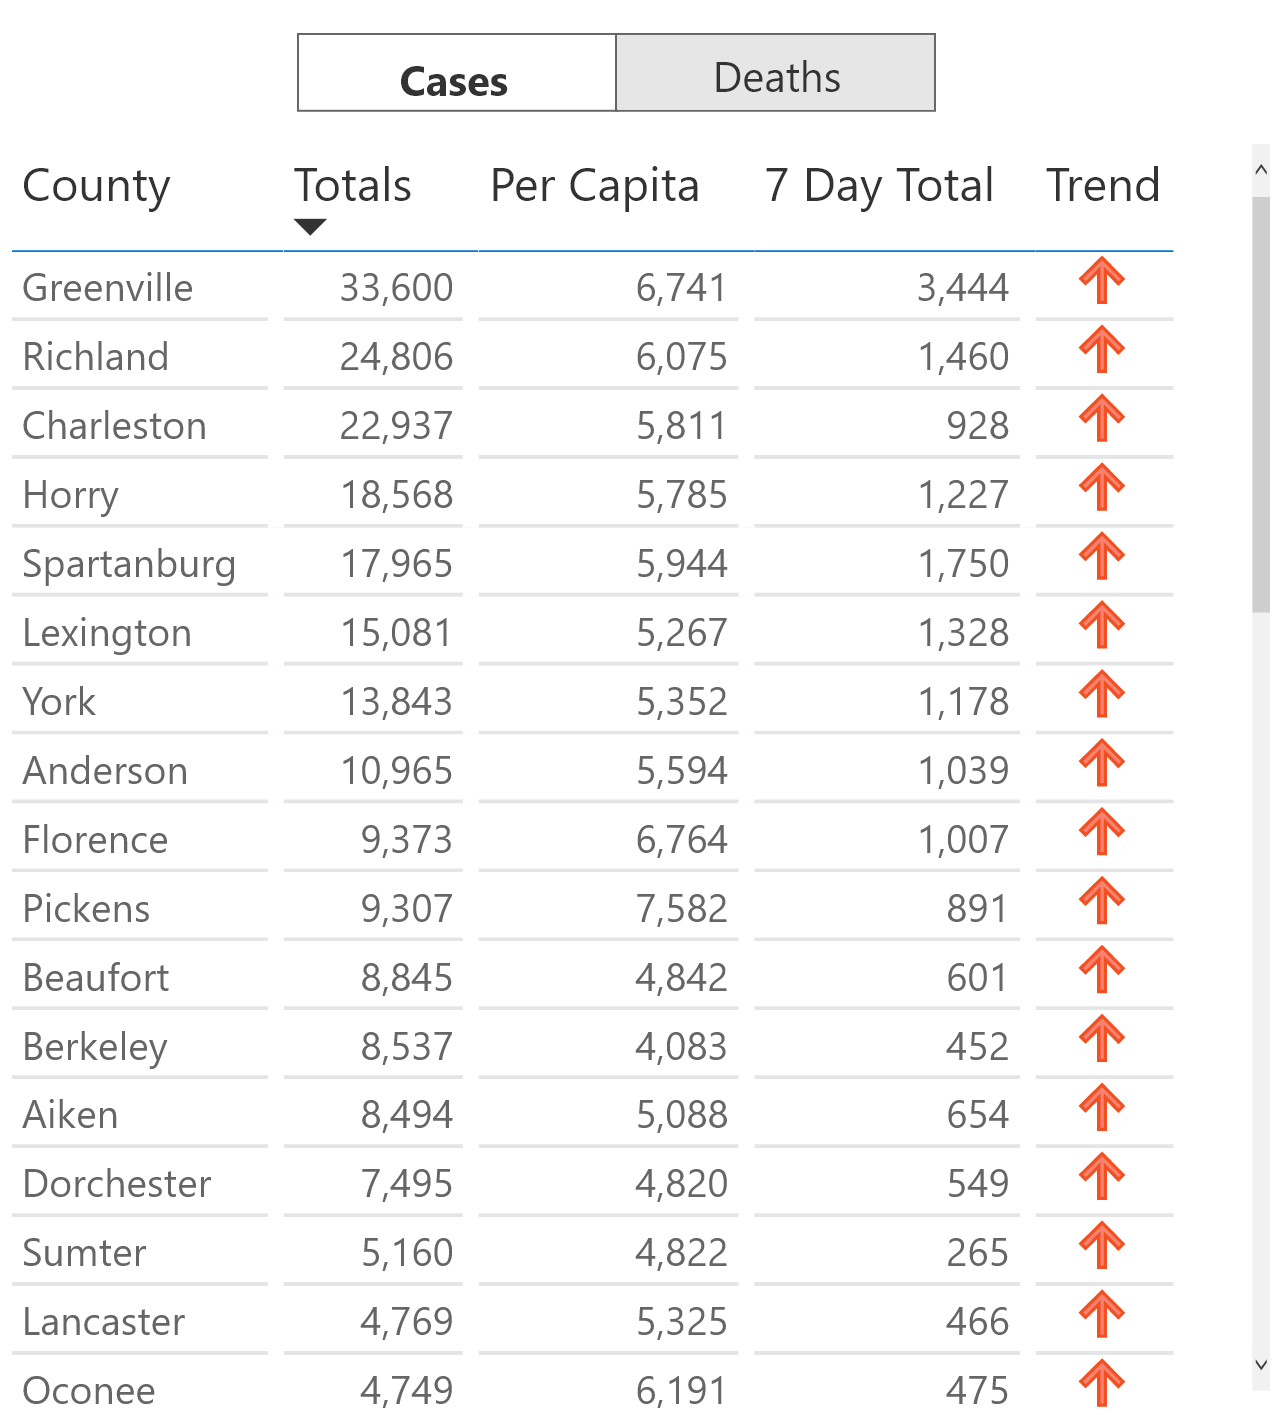 Cases Deaths
County Totals Per Capita 7 Day Total Trend
Greenville 33,600 6,741 3,444
Richland 24,806 6,075 1,460
Charleston 22,937 5,811 928
Horry 18,568 5,785 1,227
Spartanburg 17,965 5,944 1,750
Lexington 15,081 5,267 1,328
York 13,843 5,352 1,178
Anderson 10,965 5,594 1,039
Florence 9,373 6,764 1,007
Pickens 9,307 7,582 891
Beaufort 8,845 4,842 601
Berkeley 8,537 4,083 452
Aiken 8,494 5,088 654
Dorchester 7,495 4,820 549
Sumter 5,160 4,822 265
Lancaster 4,769 5,325 466
Oconee 4,749 6,191 475